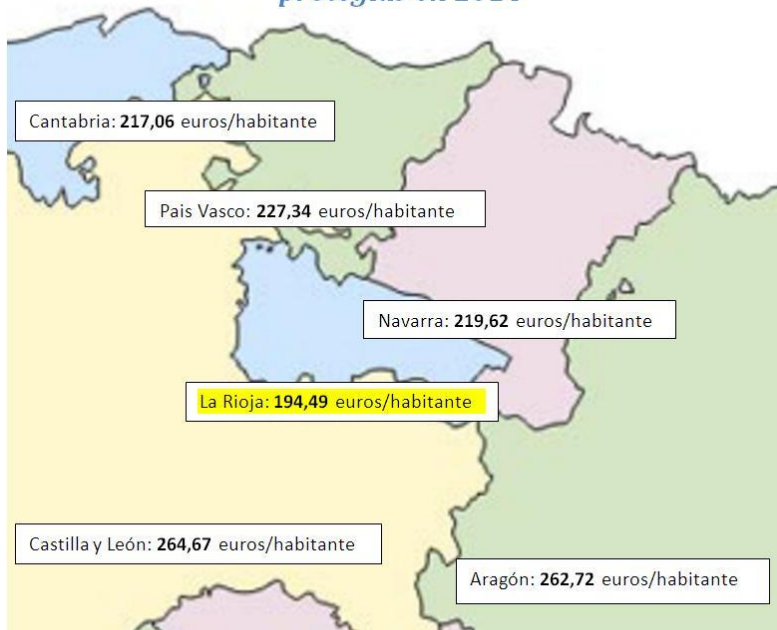 Cantabria: 217,06 euros/habitante
Pais Vasco: 227,34 euros/habitante
Navarra: 219,62 euros/habitante
La Rioja: 194,49 euros/habitante
Castilla y León: 264,67 euros/habitante
Aragón: 262,72 euros/habitante